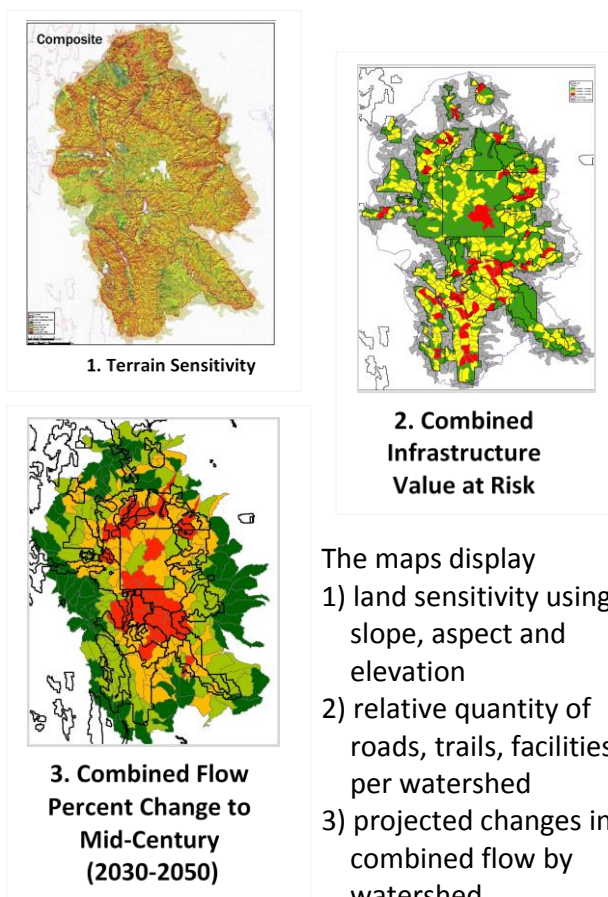 Composite
1. Terrain Sensitivity
2. Combined
Infrastructure
Value at Risk
3. Combined Flow
Percent Change to
Mid-Century
(2030-2050)
The maps display
1) land sensitivity using
slope, aspect and
elevation
2) relative quantity of
roads, trails, facilities
per watershed
3) projected changes in
combined flow by
watershed